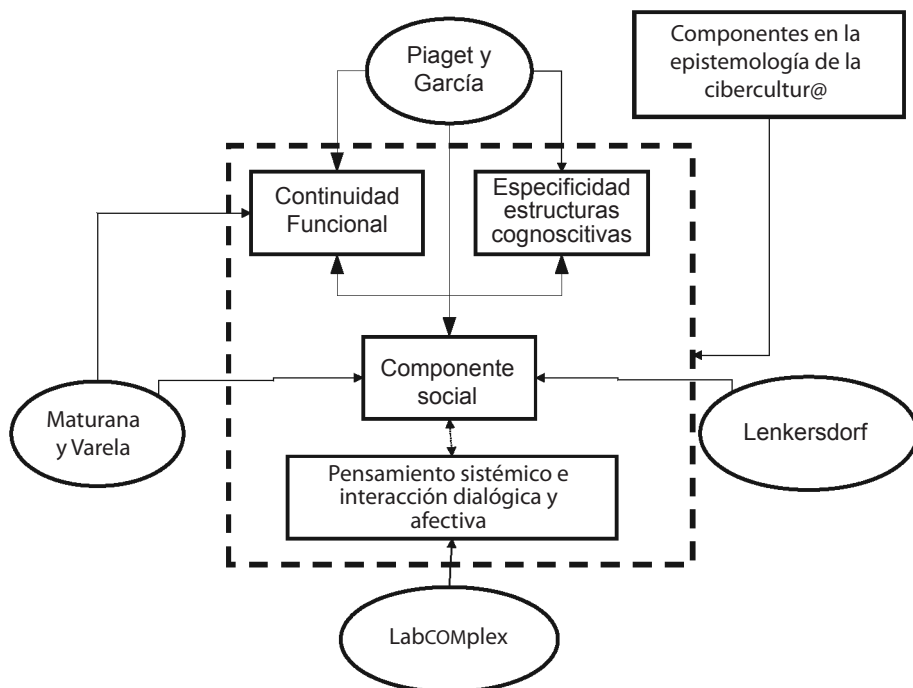 Piaget y
García
Componentes en la
epistemología de la
cibercultur@
Continuidad
Funcional
Especificidad
estructuras
cognoscitivas
Componente
social
Maturana
y Varela
Lenkersdorf
Pensamiento sistémico e
interacción dialógica y
afectiva
LabCOMplex